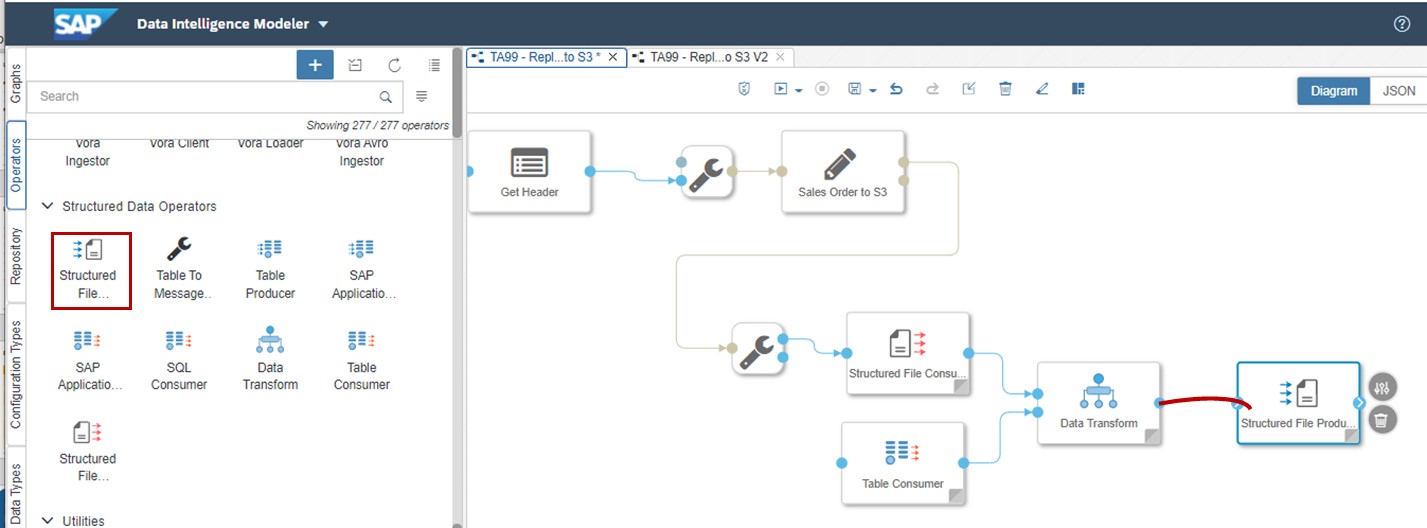 SAP
Data Intelligence Modeler
?
Graphs
Operators
Repository
Configuration Types
Data Types
Search
Showing 277 / 277 operators
Vora
Ingestor
Vora Client
Vora Loader
Vora Avro
Ingestor
Structured Data Operators
Structured
File...
Table To
Message..
Table
Producer
SAP
Applicatio...
SAP
Applicatio...
SQL
Consumer
Data
Transform
Table
Consumer
Structured
File...
Utilities
TA99 - Repl...to S3 *
TA99 - Repl...o S3 V2
Diagram
JSON
Get Header
Sales Order to S3
Structured File Consu...
Table Consumer
Data Transform
Structured File Produ...